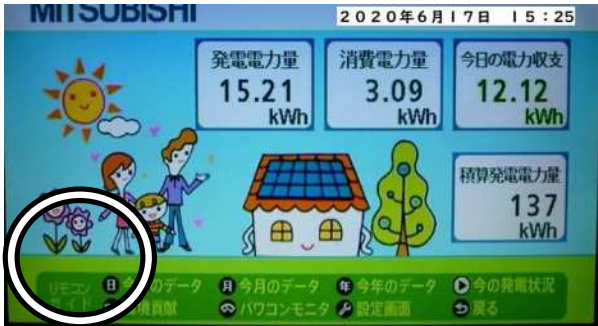 MITSUBISHI
2020年6月17日 15:25
発電電力量 消費電力量 今日の電力収支
15.21 3.09 12.12
kWh kWh kWh
積算発電電力量
137
kWh
リモコン 日 のデータ 月 今月のデータ 年 今年のデータ 今の発電状況
ガイド 貢献 パワコンモニタ 設定画面 戻る